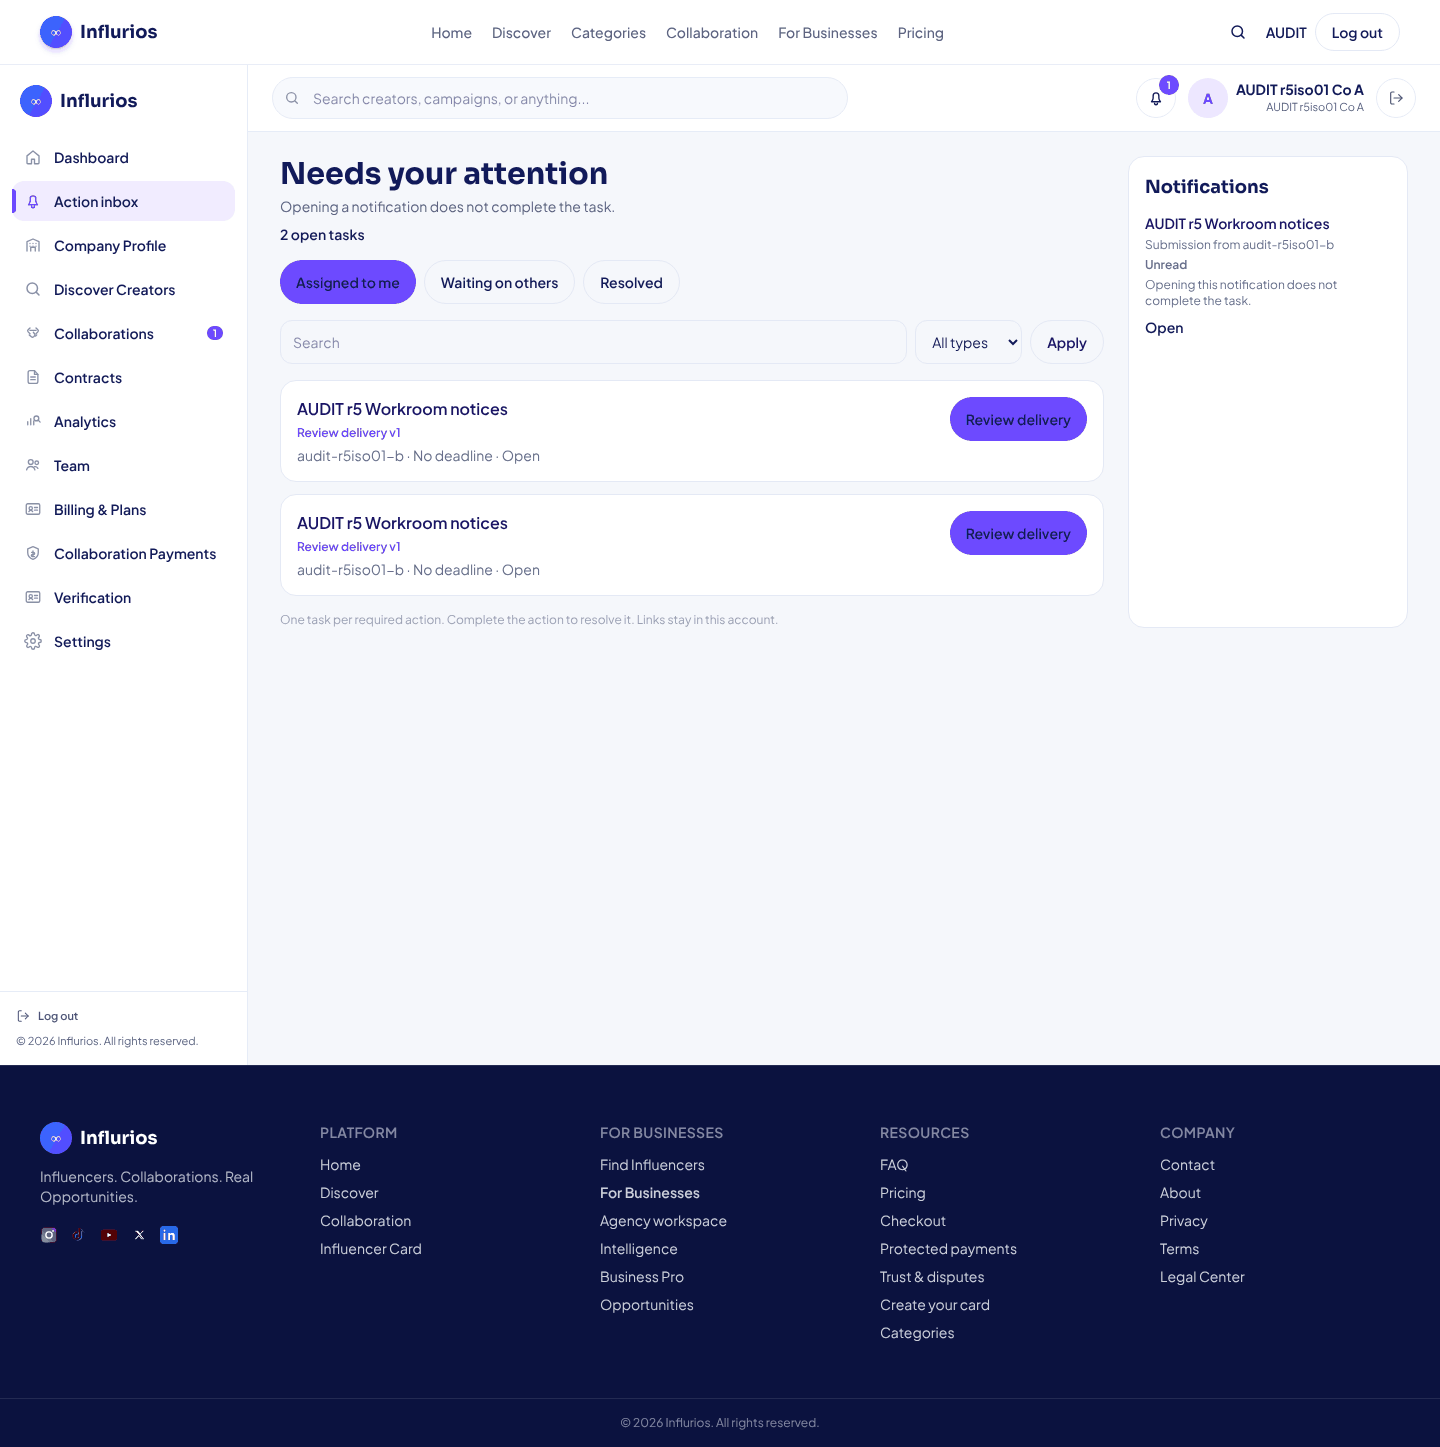 Influrios
Home
Discover
Categories
Collaboration
For Businesses
Pricing
AUDIT
Log out
Influrios
Dashboard
Action inbox
Company Profile
Discover Creators
Collaborations
1
Contracts
Analytics
Team
Billing & Plans
Collaboration Payments
Verification
Settings
Log out
© 2026 Influrios. All rights reserved.
Search creators, campaigns, or anything...
1
A
AUDIT r5iso01 Co A
AUDIT r5iso01 Co A
Needs your attention
Opening a notification does not complete the task.
2 open tasks
Assigned to me
Waiting on others
Resolved
Search
All types
Apply
AUDIT r5 Workroom notices
Review delivery v1
audit-r5iso01-b · No deadline · Open
Review delivery
AUDIT r5 Workroom notices
Review delivery v1
audit-r5iso01-b · No deadline · Open
Review delivery
One task per required action. Complete the action to resolve it. Links stay in this account.
Notifications
AUDIT r5 Workroom notices
Submission from audit-r5iso01-b
Unread
Opening this notification does not
complete the task.
Open
Influrios
Influencers. Collaborations. Real
Opportunities.
PLATFORM
Home
Discover
Collaboration
Influencer Card
FOR BUSINESSES
Find Influencers
For Businesses
Agency workspace
Intelligence
Business Pro
Opportunities
RESOURCES
FAQ
Pricing
Checkout
Protected payments
Trust & disputes
Create your card
Categories
COMPANY
Contact
About
Privacy
Terms
Legal Center
© 2026 Influrios. All rights reserved.